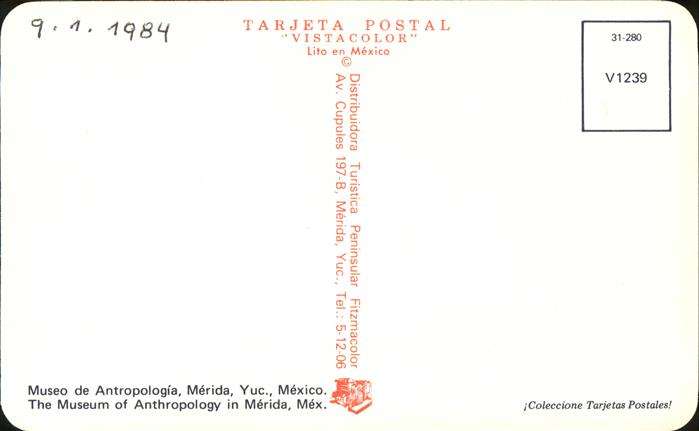 9.1.1984
TARJETA POSTAL
"VISTACOLOR"
Lito en México
©
Distribuidora Turistica Peninsular Fitzmacolor
Av. Cupules 197-B, Mérida, Yuc., Tel.: 5-12-06
31-280
V1239
Museo de Antropología, Mérida, Yuc., México.
The Museum of Anthropology in Mérida, Méx.
¡Coleccione Tarjetas Postales!